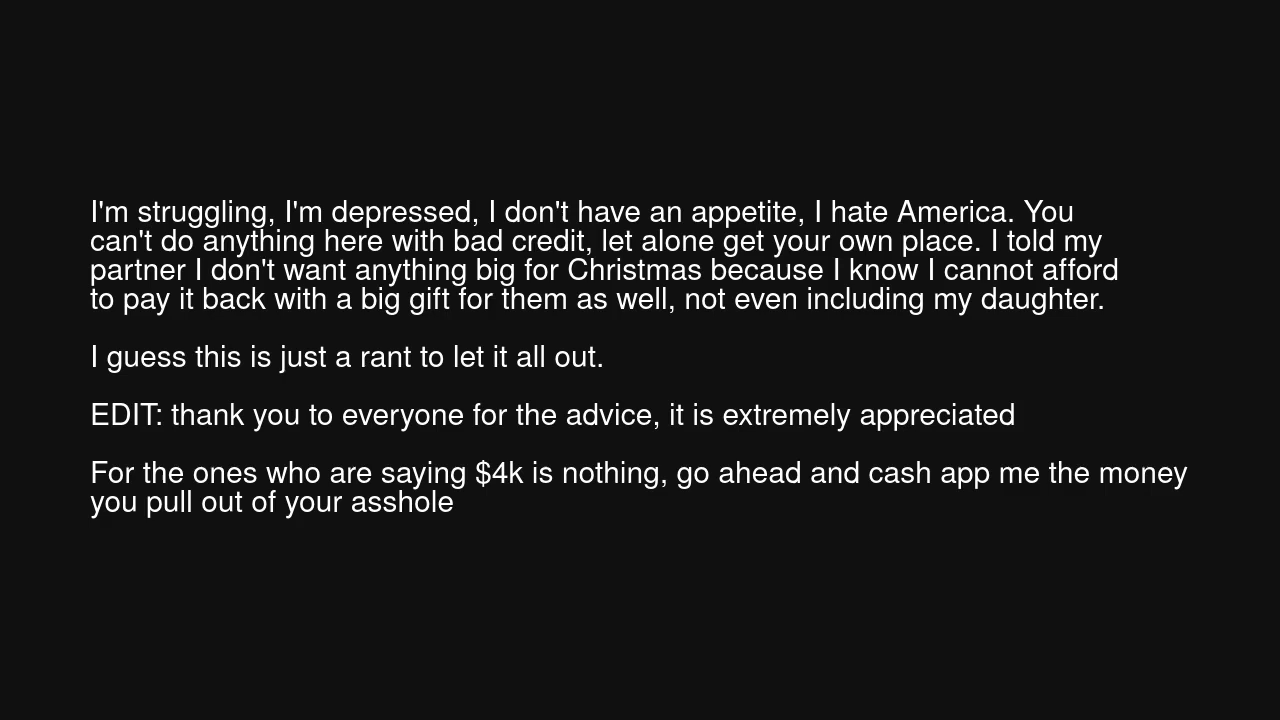 I'm struggling, I'm depressed, I don't have an appetite, I hate America. You
can't do anything here with bad credit, let alone get your own place. I told my
partner I don't want anything big for Christmas because I know I cannot afford
to pay it back with a big gift for them as well, not even including my daughter.
I guess this is just a rant to let it all out.
EDIT: thank you to everyone for the advice, it is extremely appreciated
For the ones who are saying $4k is nothing, go ahead and cash app me the money
you pull out of your asshole